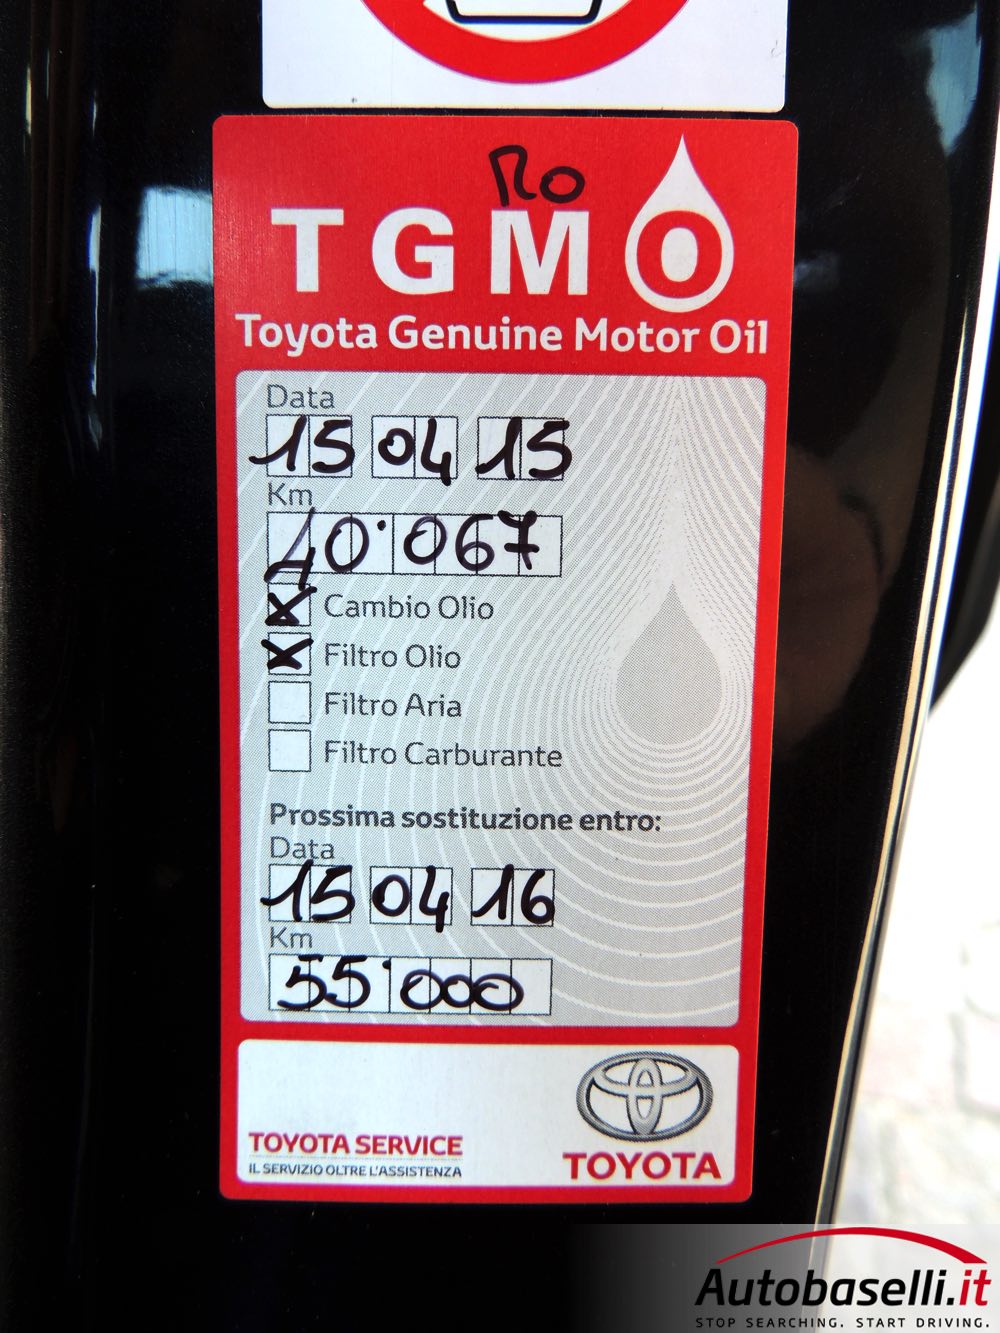 Ro
TGMO
Toyota Genuine Motor Oil
Data
15 04 15
Km
40'067
x Cambio Olio
x Filtro Olio
Filtro Aria
Filtro Carburante
Prossima sostituzione entro:
Data
15 04 16
Km
55'000
TOYOTA SERVICE
IL SERVIZIO OLTRE L'ASSISTENZA
TOYOTA
Autobaselli.it
STOP SEARCHING. START DRIVING.